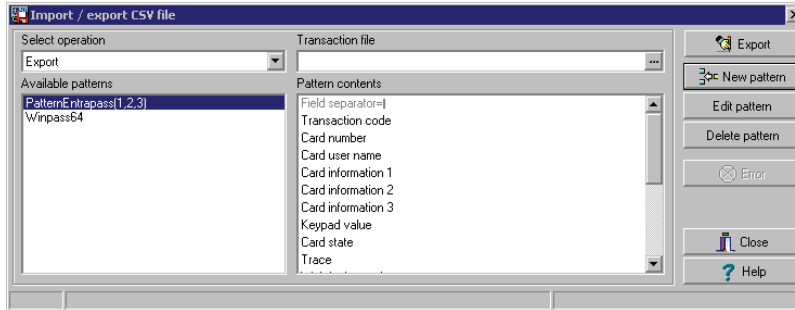 Import / export CSV file
Select operation
Export
Available patterns
PatternEntrapass(1,2,3)
Winpass64
Transaction file
...
Pattern contents
Field separator=|
Transaction code
Card number
Card user name
Card information 1
Card information 2
Card information 3
Keypad value
Card state
Trace
Export
New pattern
Edit pattern
Delete pattern
Error
Close
Help